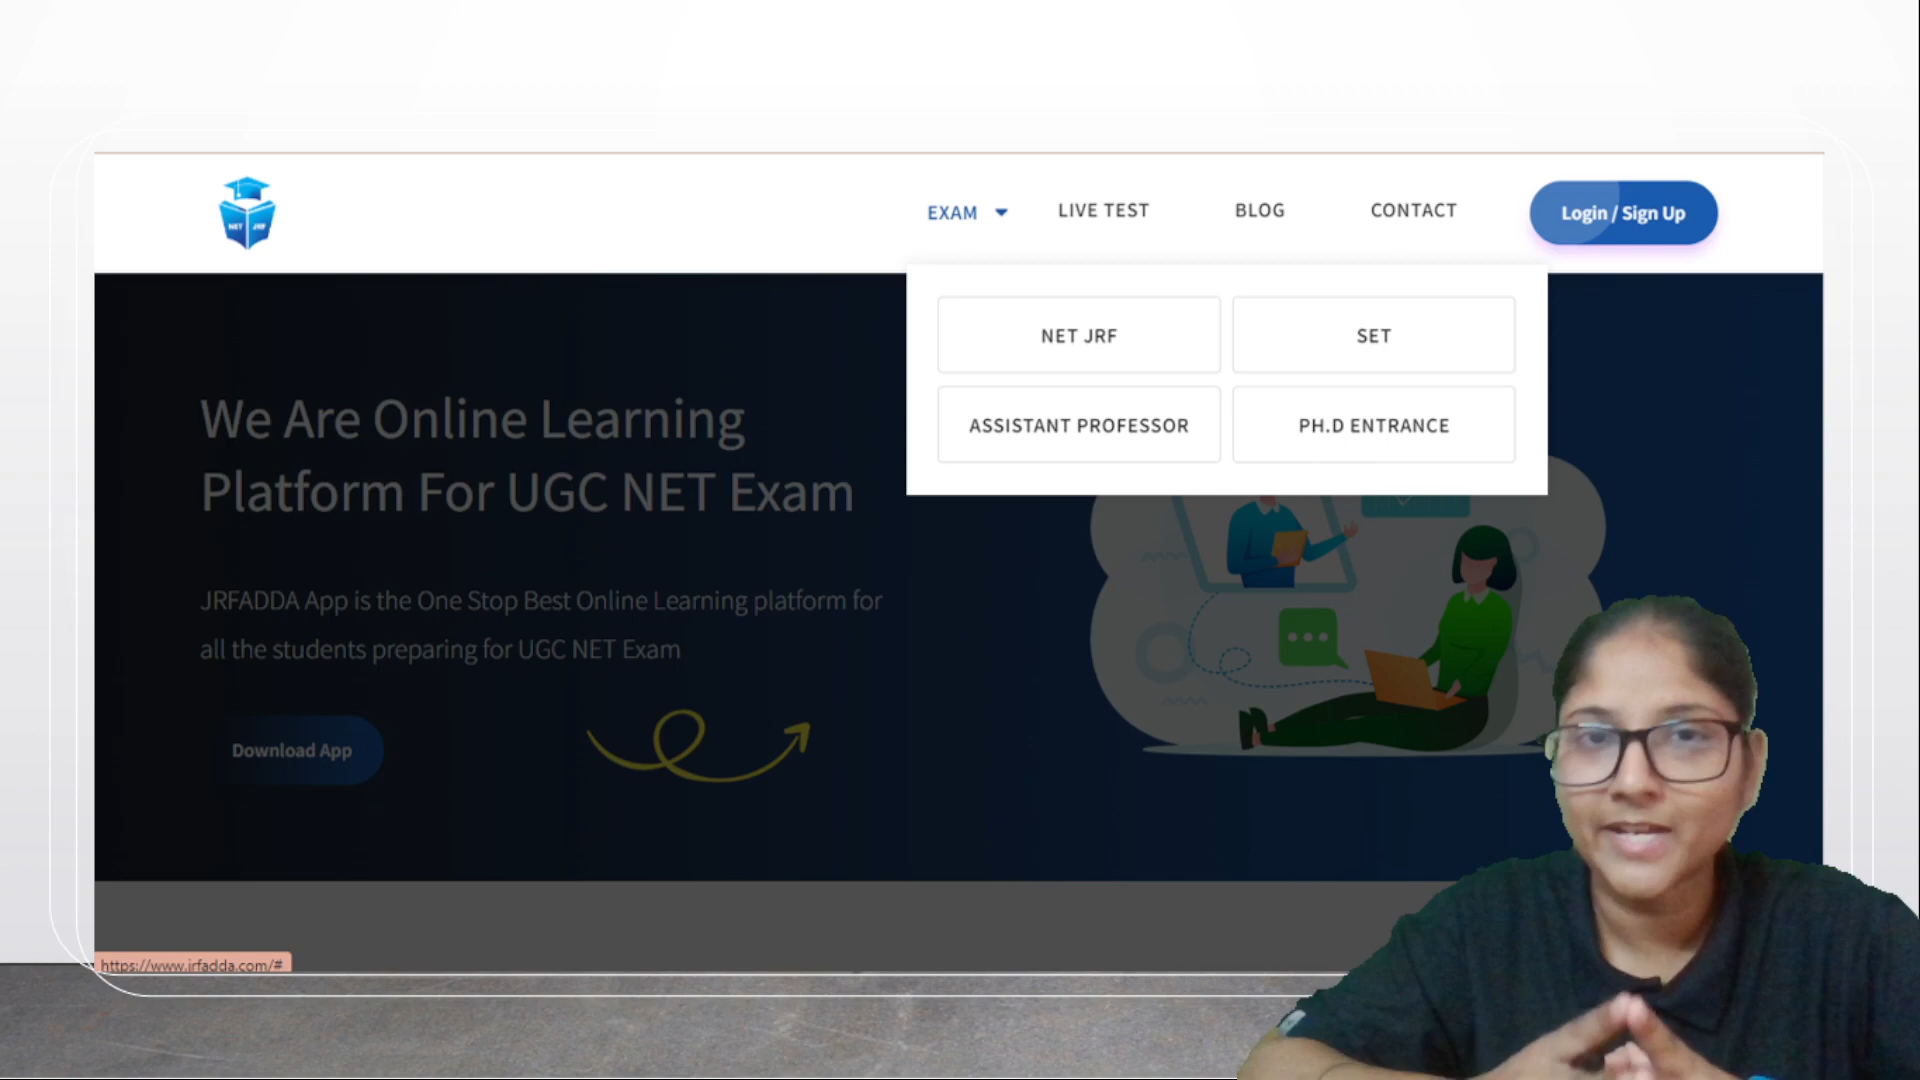 NET JRF
EXAM
LIVE TEST
BLOG
CONTACT
Login / Sign Up
NET JRF
SET
ASSISTANT PROFESSOR
PH.D ENTRANCE
We Are Online Learning
Platform For UGC NET Exam
JRFADDA App is the One Stop Best Online Learning platform for
all the students preparing for UGC NET Exam
Download App
https://www.jrfadda.com/#